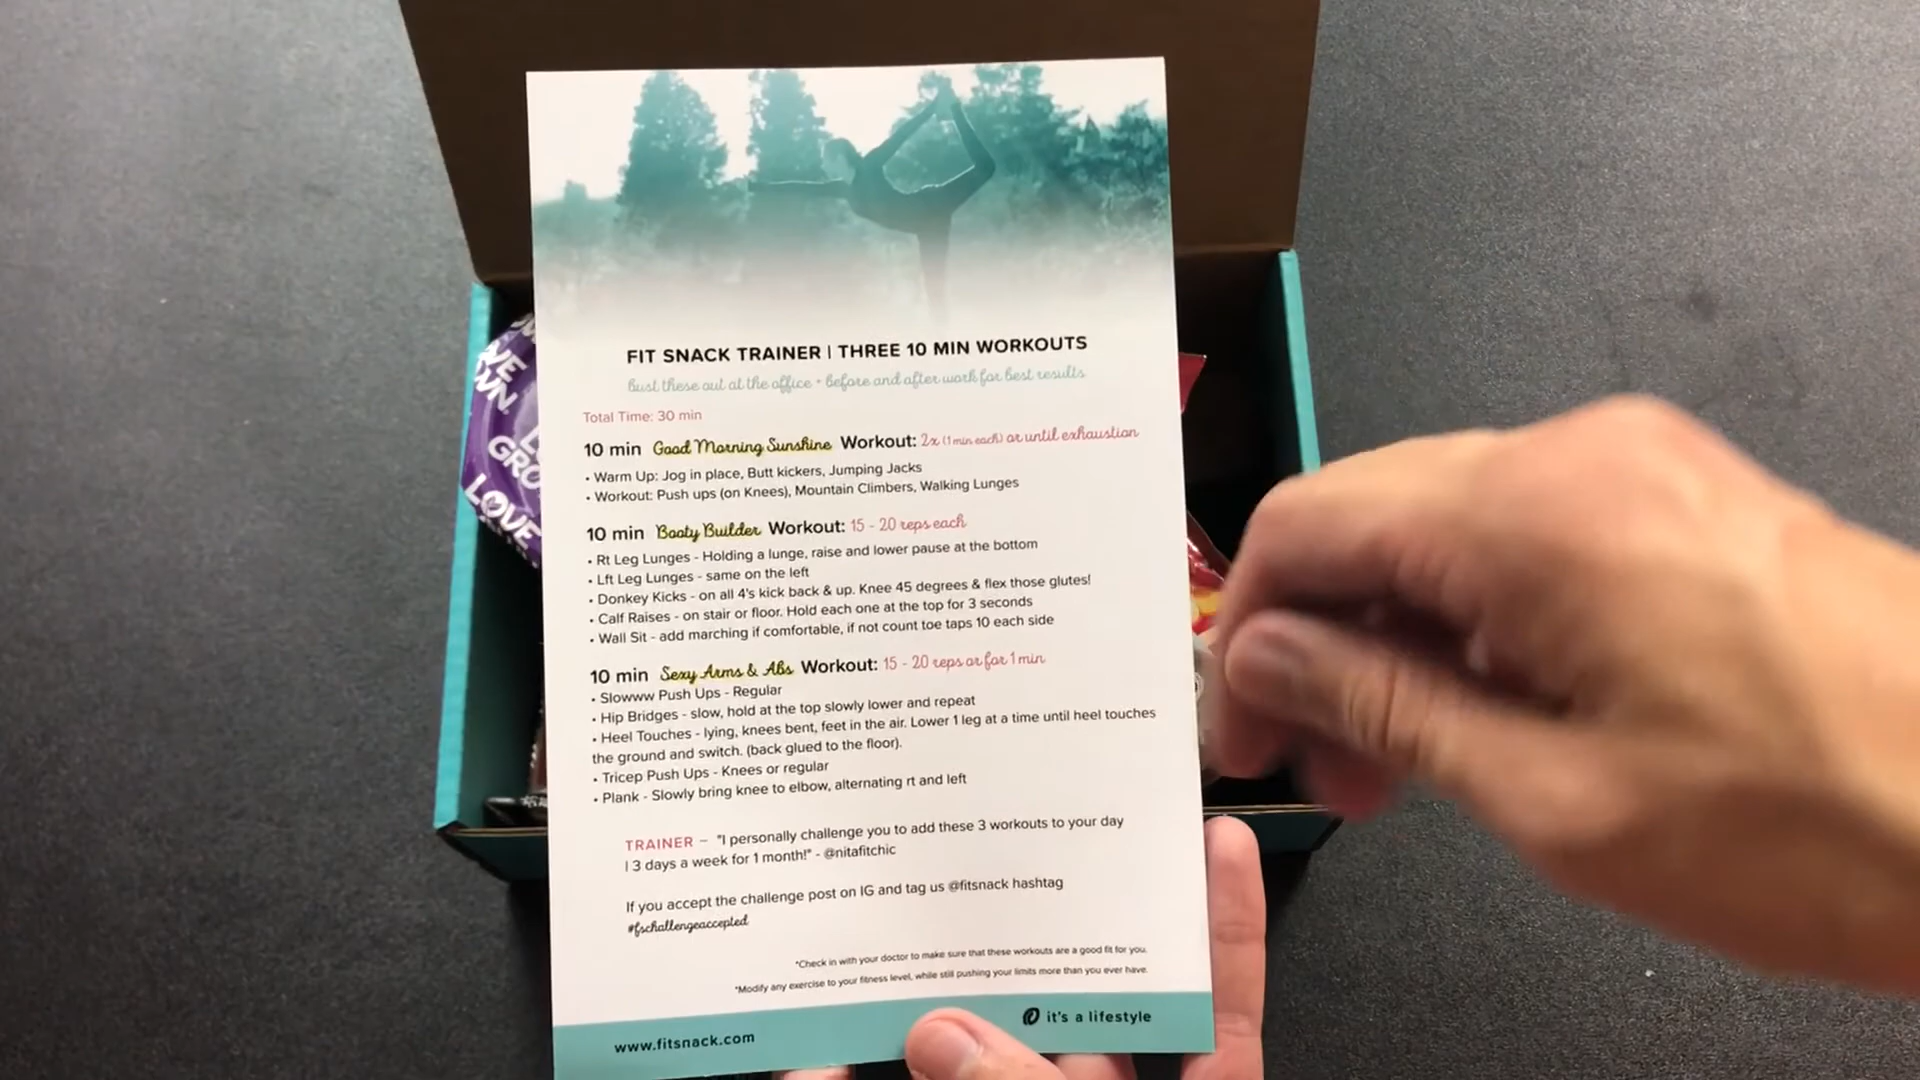 FIT SNACK TRAINER | THREE 10 MIN WORKOUTS
bust these out at the office • before and after work for best results
Total Time: 30 min
10 min Good Morning Sunshine Workout: 2x (1 min each) or until exhaustion
• Warm Up: Jog in place, Butt kickers, Jumping Jacks
• Workout: Push ups (on Knees), Mountain Climbers, Walking Lunges
10 min Booty Builder Workout: 15 - 20 reps each
• Rt Leg Lunges - Holding a lunge, raise and lower pause at the bottom
• Lft Leg Lunges - same on the left
• Donkey Kicks - on all 4's kick back & up. Knee 45 degrees & flex those glutes!
• Calf Raises - on stair or floor. Hold each one at the top for 3 seconds
• Wall Sit - add marching if comfortable, if not count toe taps 10 each side
10 min Sexy Arms & Abs Workout: 15 - 20 reps or for 1 min
• Slowww Push Ups - Regular
• Hip Bridges - slow, hold at the top slowly lower and repeat
• Heel Touches - lying, knees bent, feet in the air. Lower 1 leg at a time until heel touches
the ground and switch. (back glued to the floor).
• Tricep Push Ups - Knees or regular
• Plank - Slowly bring knee to elbow, alternating rt and left
TRAINER – "I personally challenge you to add these 3 workouts to your day
| 3 days a week for 1 month!" - @nitafitchic
If you accept the challenge post on IG and tag us @fitsnack hashtag
#fschallengeaccepted
*Check in with your doctor to make sure that these workouts are a good fit for you.
*Modify any exercise to your fitness level, while still pushing your limits more than you ever have.
www.fitsnack.com
it's a lifestyle
LOVE